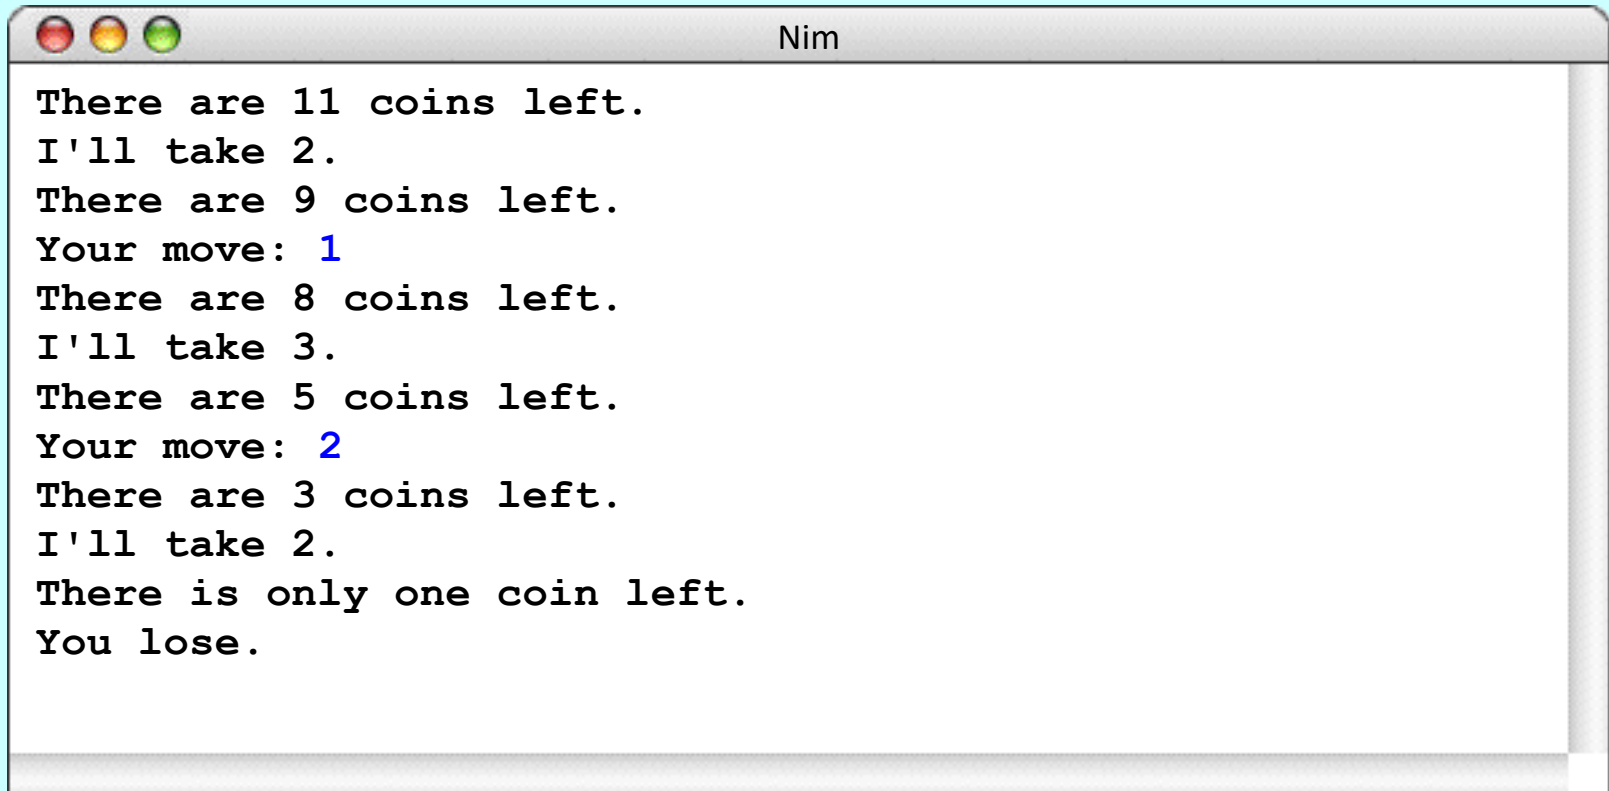 Nim
There are 11 coins left.
I'll take 2.
There are 9 coins left.
Your move: 1
There are 8 coins left.
I'll take 3.
There are 5 coins left.
Your move: 2
There are 3 coins left.
I'll take 2.
There is only one coin left.
You lose.